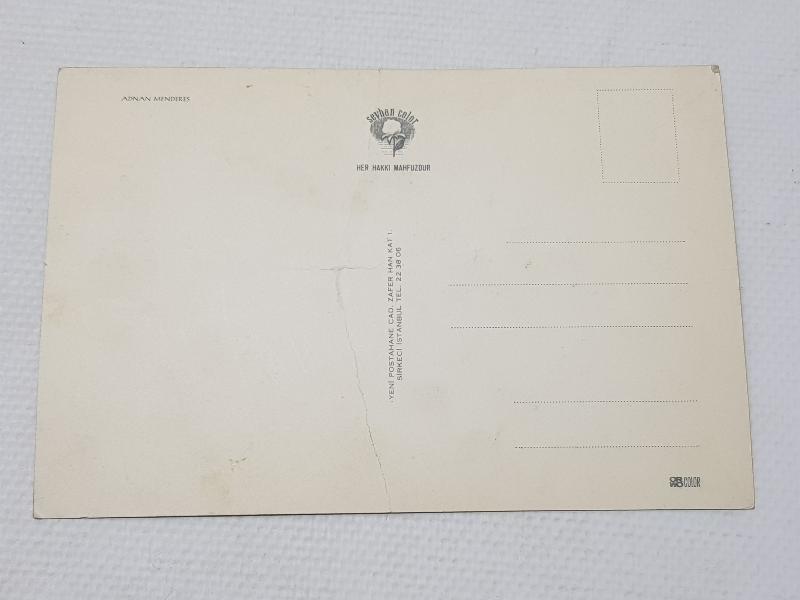 ADNAN MENDERES
seyhan color
HER HAKKI MAHFUZDUR
YENİ POSTAHANE CAD. ZAFER HAN KAT 1.
SİRKECİ İSTANBUL TEL. 22 38 06
ORWO COLOR